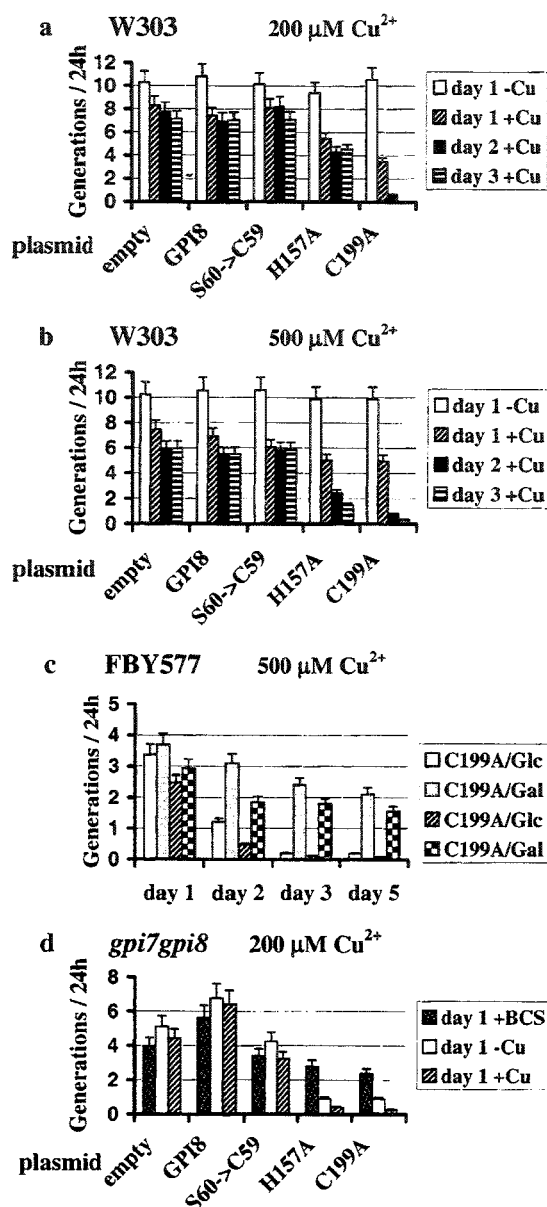 a W303 200 µM Cu²⁺
Generations / 24h
12
10
8
6
4
2
0
day 1 -Cu
day 1 +Cu
day 2 +Cu
day 3 +Cu
plasmid
empty
GPI8
S60->C59
H157A
C199A
b W303 500 µM Cu²⁺
Generations / 24h
12
10
8
6
4
2
0
day 1 -Cu
day 1 +Cu
day 2 +Cu
day 3 +Cu
plasmid
empty
GPI8
S60->C59
H157A
C199A
c FBY577 500 µM Cu²⁺
Generations / 24h
5
4
3
2
1
0
C199A/Glc
C199A/Gal
C199A/Glc
C199A/Gal
day 1 day 2 day 3 day 5
d gpi7gpi8 200 µM Cu²⁺
Generations / 24h
8
6
4
2
0
day 1 +BCS
day 1 -Cu
day 1 +Cu
plasmid
empty
GPI8
S60->C59
H157A
C199A